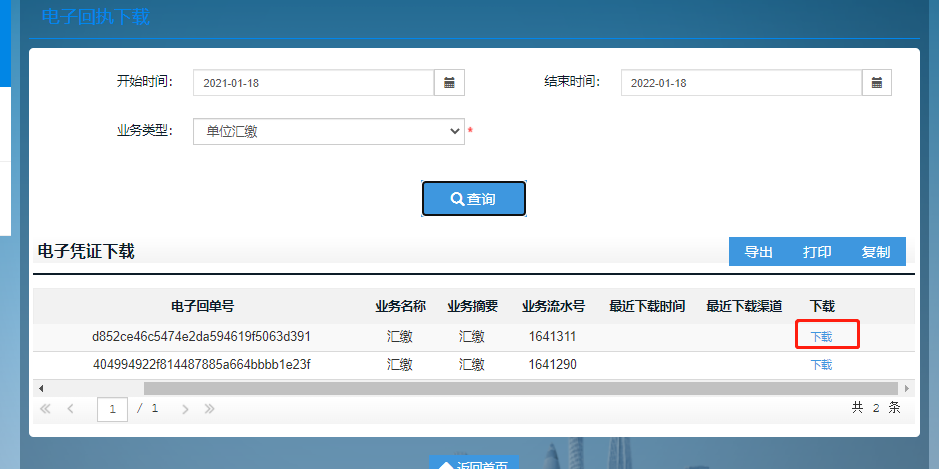 电子回执下载
开始时间： 2021-01-18 结束时间： 2022-01-18
业务类型： 单位汇缴 *
查询
电子凭证下载 导出 打印 复制
电子回单号 业务名称 业务摘要 业务流水号 最近下载时间 最近下载渠道 下载
d852ce46c5474e2da594619f5063d391 汇缴 汇缴 1641311 下载
404994922f814487885a664bbbb1e23f 汇缴 汇缴 1641290 下载
1 / 1 共 2 条
返回首页